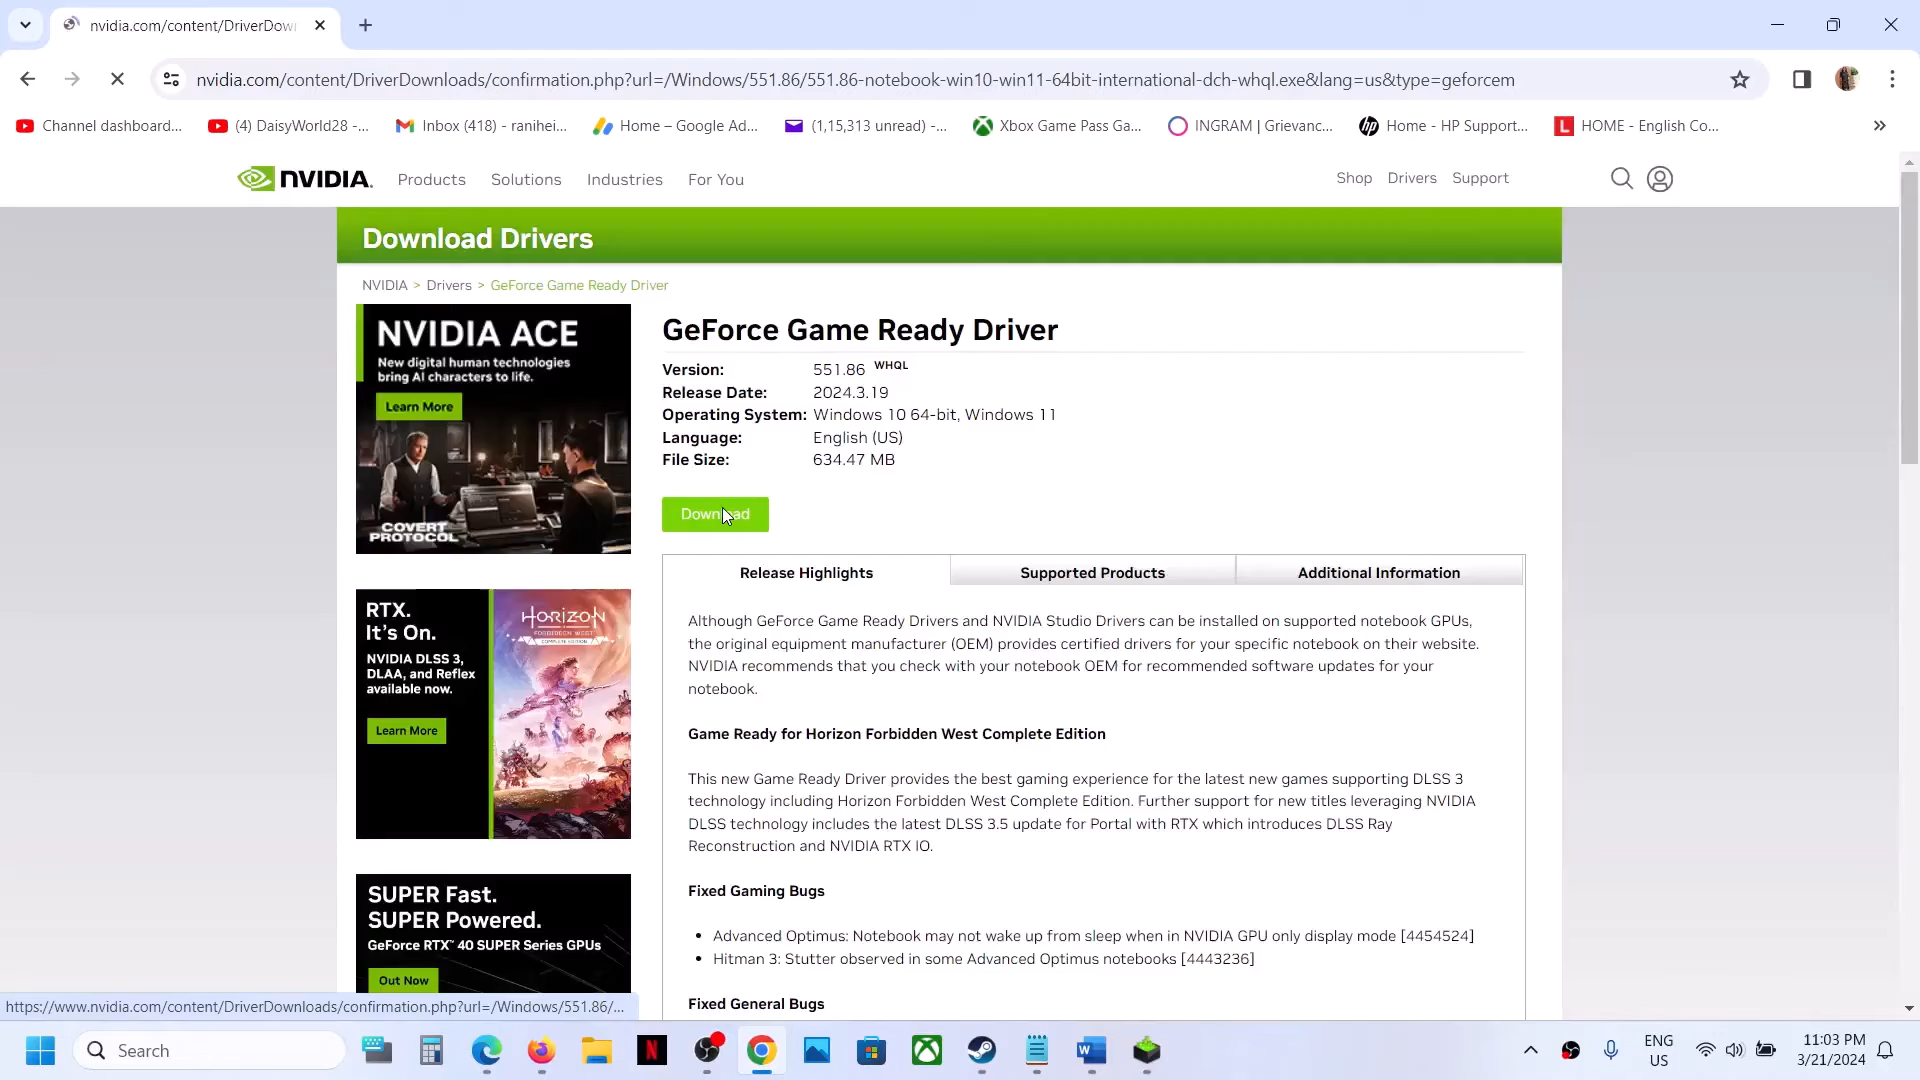 nvidia.com/content/DriverDow
nvidia.com/content/DriverDownloads/confirmation.php?url=/Windows/551.86/551.86-notebook-win10-win11-64bit-international-dch-whql.exe&lang=us&type=geforcem
Channel dashboard...
(4) DaisyWorld28 -...
Inbox (418) - ranihei...
Home – Google Ad...
(1,15,313 unread) -...
Xbox Game Pass Ga...
INGRAM | Grievanc...
Home - HP Support...
HOME - English Co...
NVIDIA.
Products
Solutions
Industries
For You
Shop
Drivers
Support
Download Drivers
NVIDIA > Drivers > GeForce Game Ready Driver
NVIDIA ACE
New digital human technologies
bring AI characters to life.
Learn More
COVERT
PROTOCOL
GeForce Game Ready Driver
Version: 551.86 WHQL
Release Date: 2024.3.19
Operating System: Windows 10 64-bit, Windows 11
Language: English (US)
File Size: 634.47 MB
Download
Release Highlights
Supported Products
Additional Information
Although GeForce Game Ready Drivers and NVIDIA Studio Drivers can be installed on supported notebook GPUs,
the original equipment manufacturer (OEM) provides certified drivers for your specific notebook on their website.
NVIDIA recommends that you check with your notebook OEM for recommended software updates for your
notebook.
Game Ready for Horizon Forbidden West Complete Edition
This new Game Ready Driver provides the best gaming experience for the latest new games supporting DLSS 3
technology including Horizon Forbidden West Complete Edition. Further support for new titles leveraging NVIDIA
DLSS technology includes the latest DLSS 3.5 update for Portal with RTX which introduces DLSS Ray
Reconstruction and NVIDIA RTX IO.
Fixed Gaming Bugs
• Advanced Optimus: Notebook may not wake up from sleep when in NVIDIA GPU only display mode [4454524]
• Hitman 3: Stutter observed in some Advanced Optimus notebooks [4443236]
Fixed General Bugs
RTX.
It's On.
NVIDIA DLSS 3,
DLAA, and Reflex
available now.
Learn More
HORIZON
FORBIDDEN WEST
COMPLETE EDITION
SUPER Fast.
SUPER Powered.
GeForce RTX™ 40 SUPER Series GPUs
Out Now
https://www.nvidia.com/content/DriverDownloads/confirmation.php?url=/Windows/551.86/...
Search
ENG
US
11:03 PM
3/21/2024